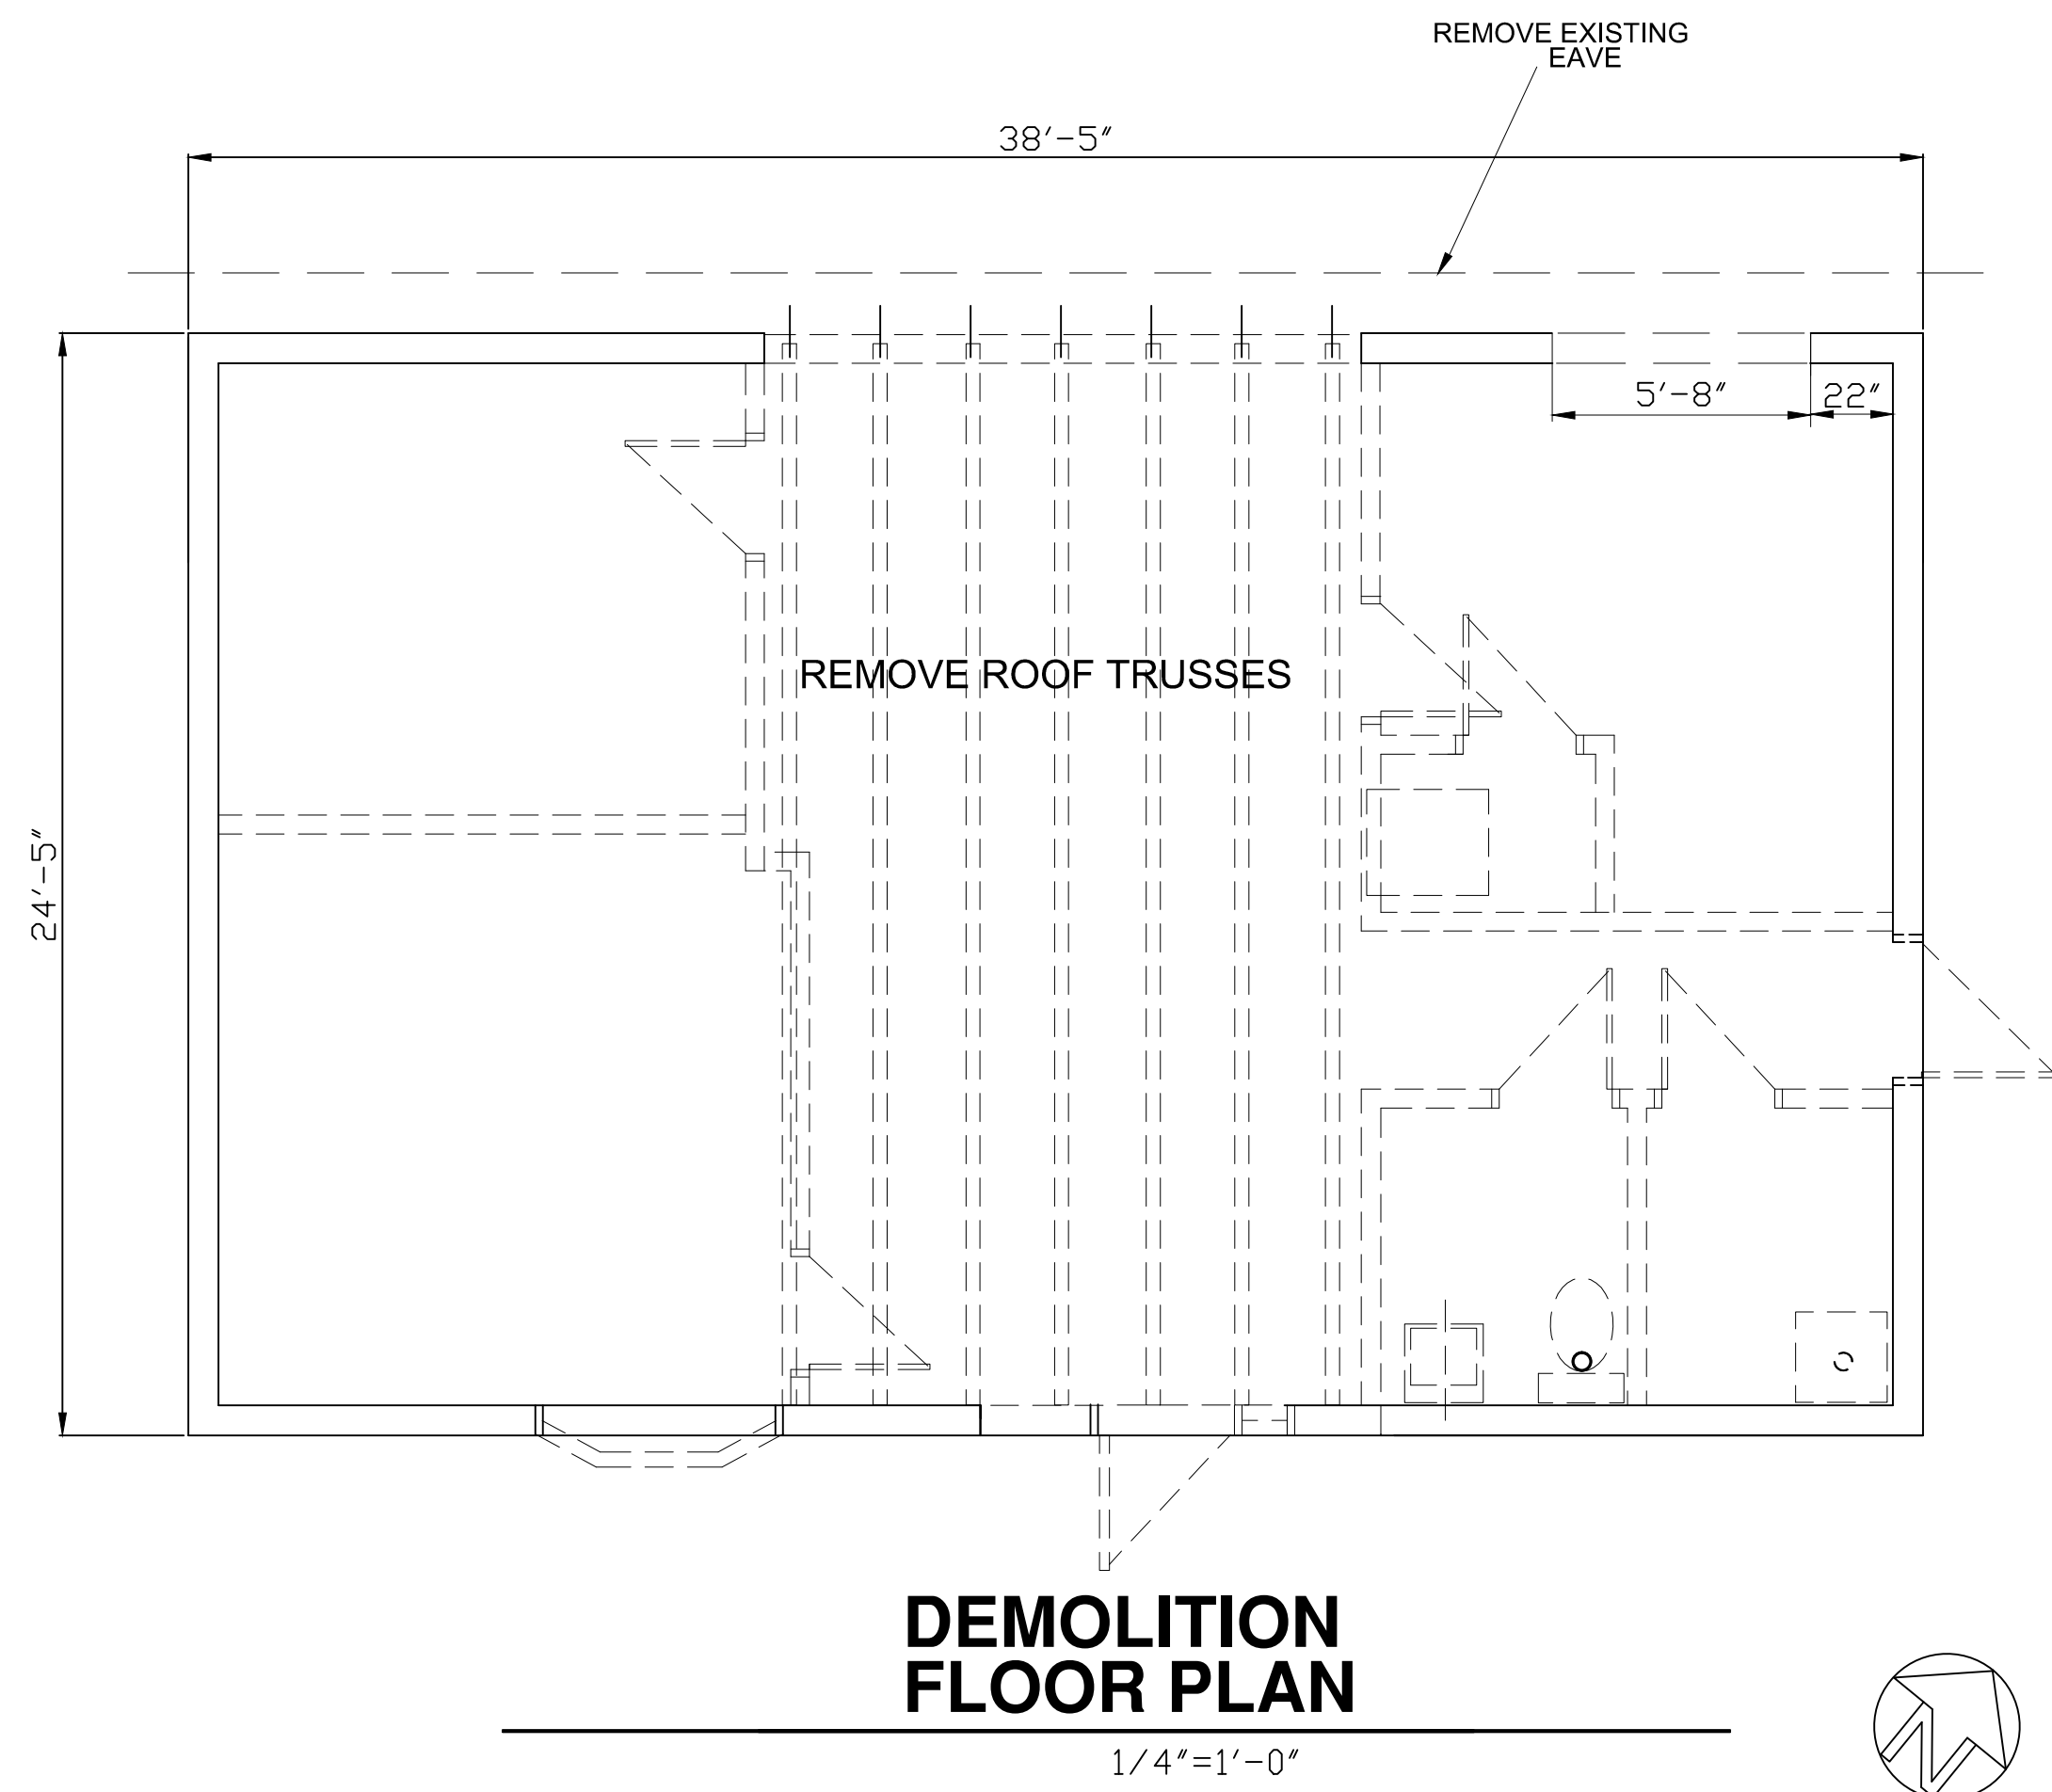 REMOVE EXISTING
EAVE
38'-5"
5'-8"
22"
REMOVE ROOF TRUSSES
24'-5"
DEMOLITION
FLOOR PLAN
1/4"=1'-0"
N